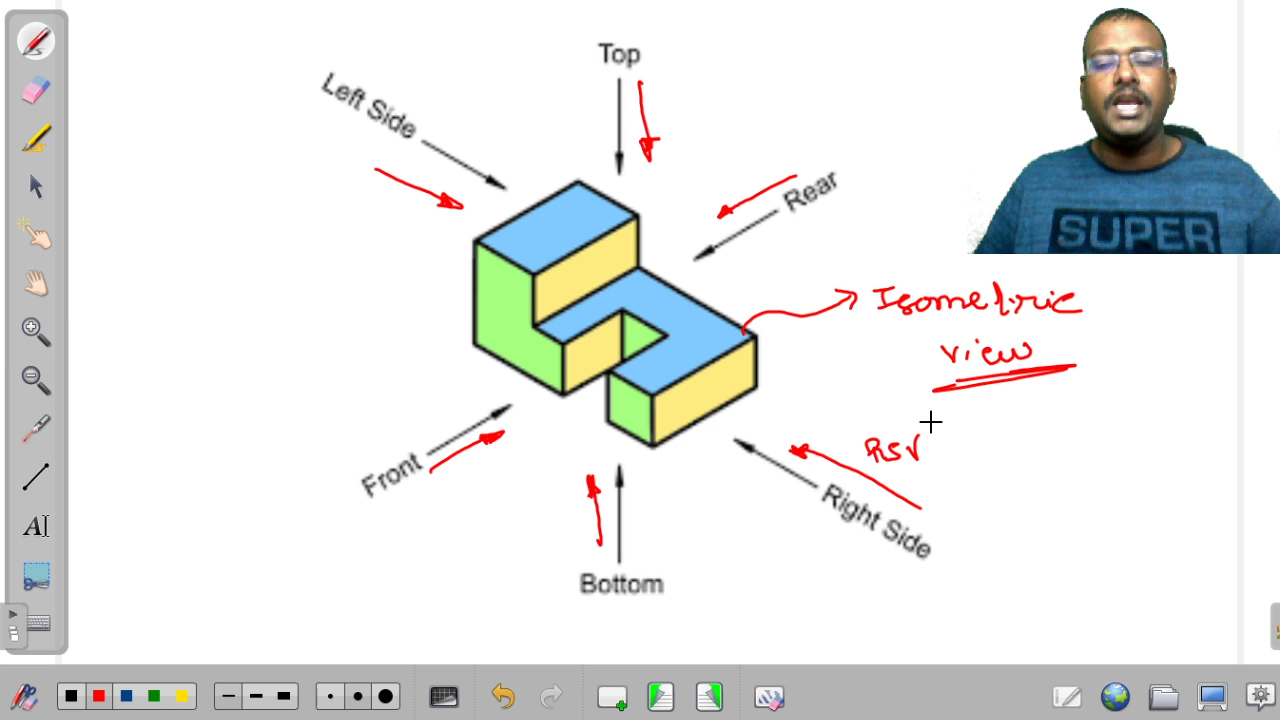 Top
Left Side
Rear
Isometric
view
RSV
Front
Right Side
Bottom
SUPER
A